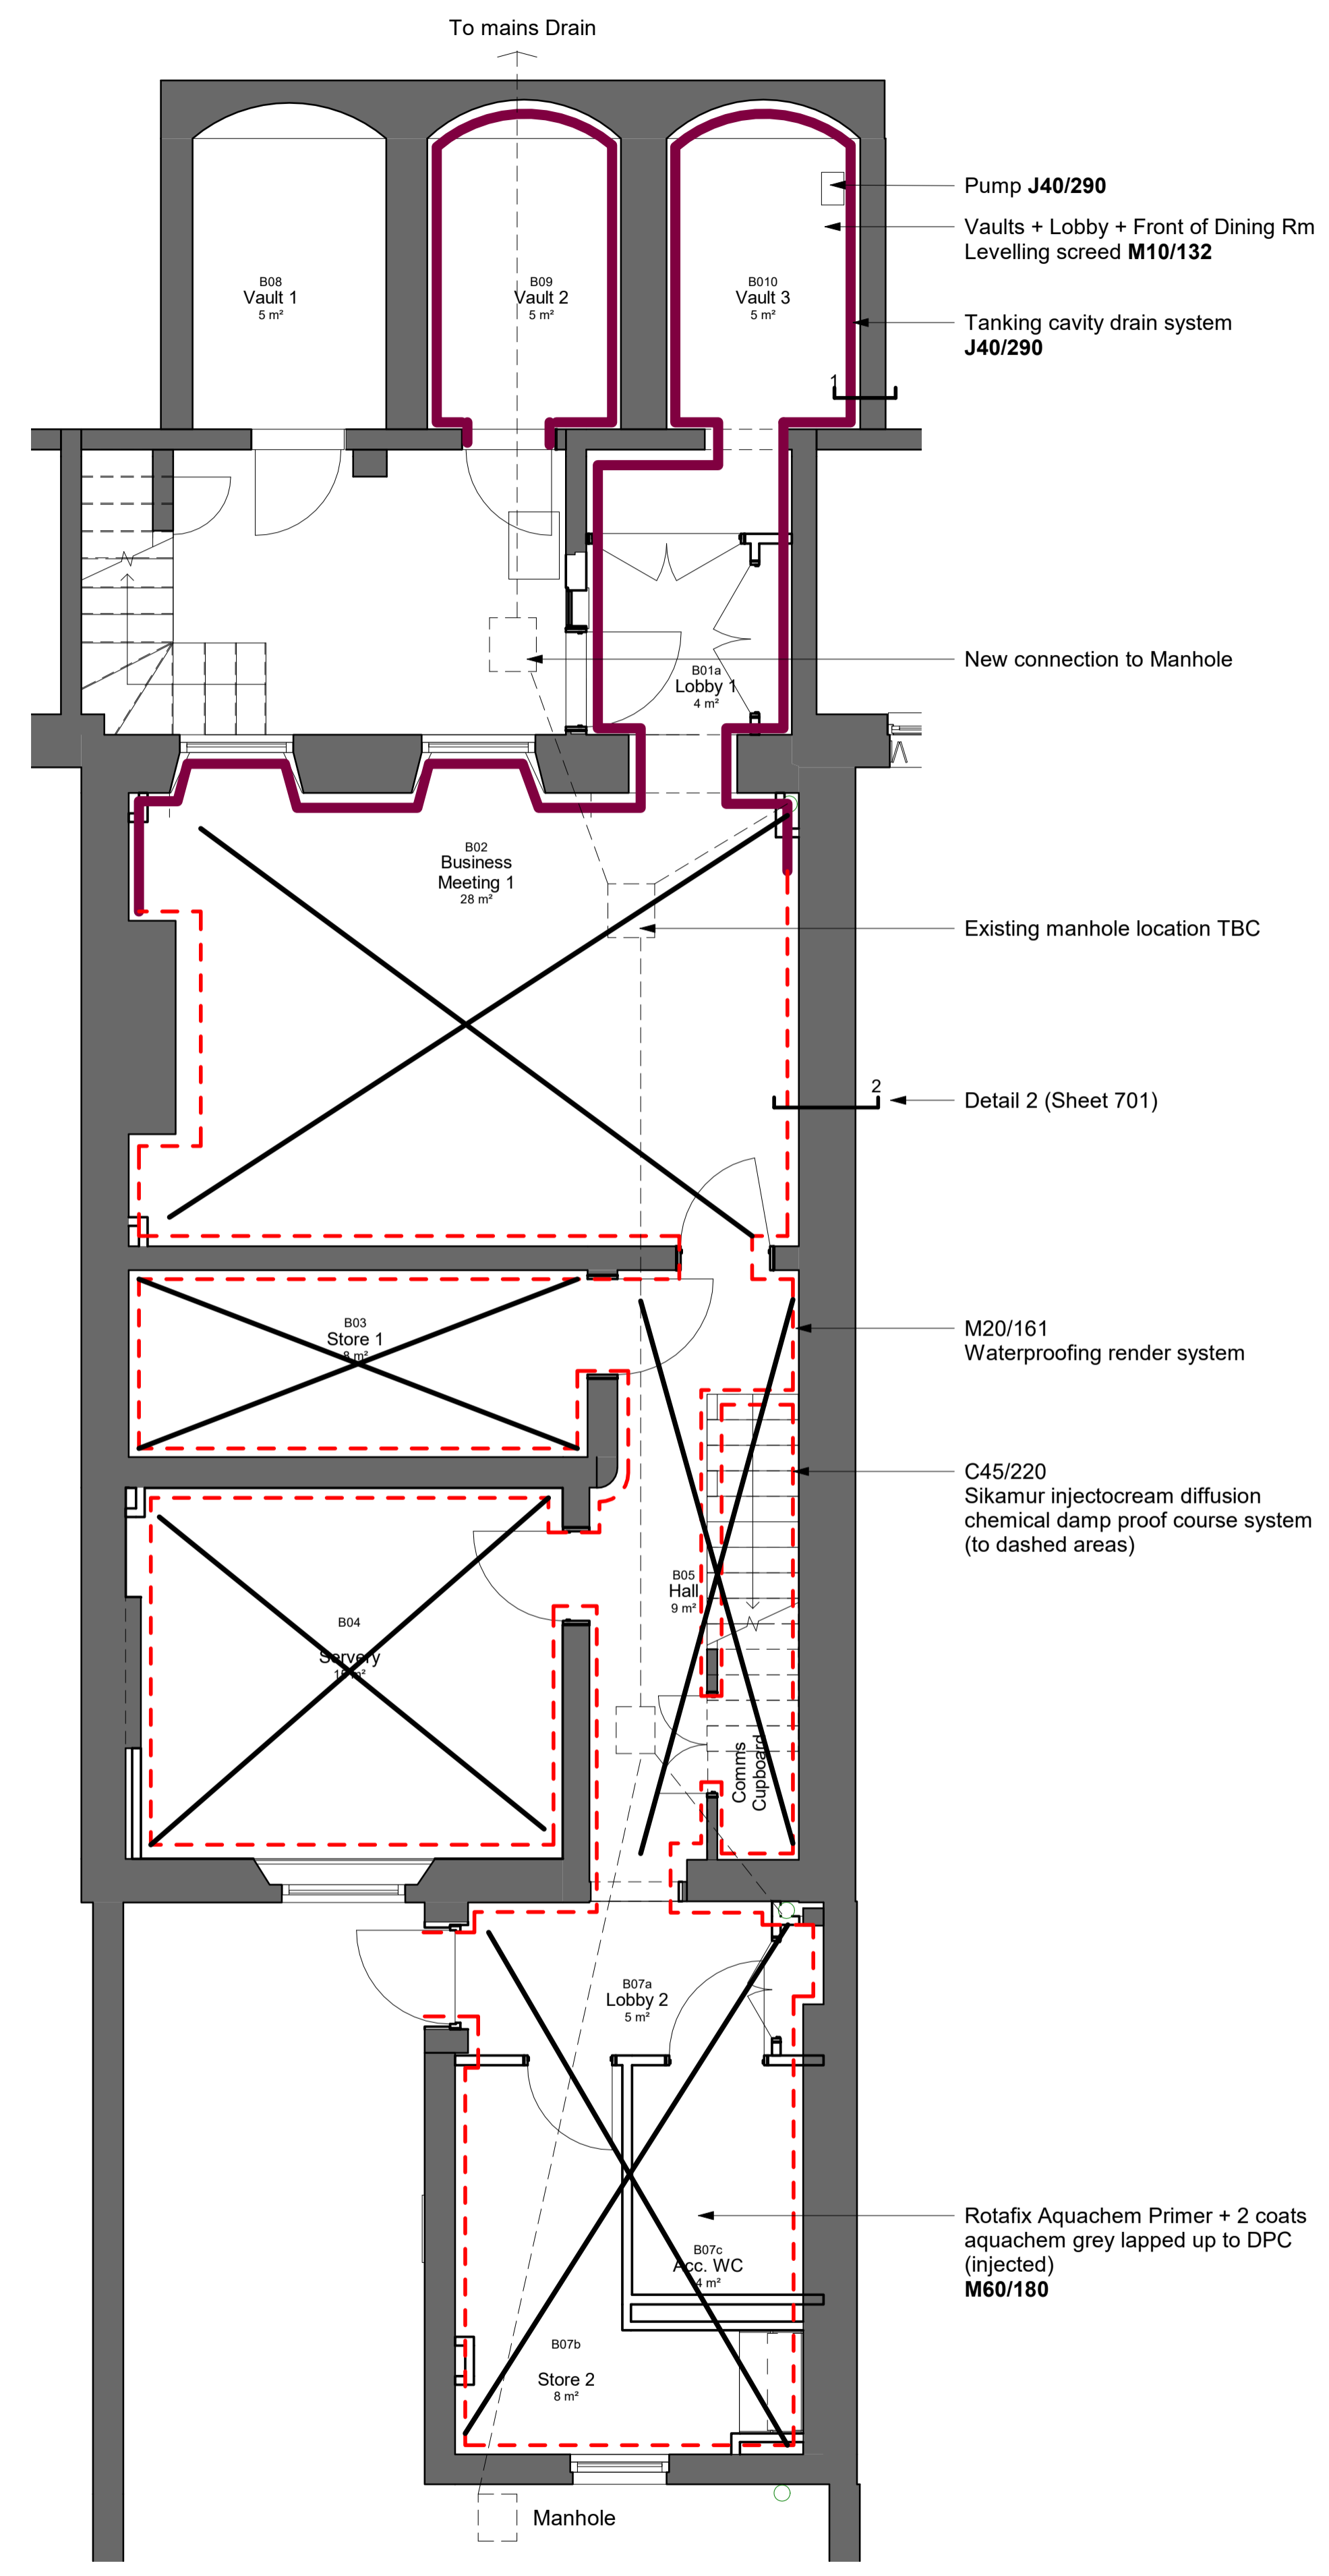 To mains Drain
B08
Vault 1
5 m²
B09
Vault 2
5 m²
B010
Vault 3
5 m²
Pump J40/290
Vaults + Lobby + Front of Dining Rm
Levelling screed M10/132
Tanking cavity drain system
J40/290
1
New connection to Manhole
B01a
Lobby 1
4 m²
B02
Business
Meeting 1
28 m²
Existing manhole location TBC
2
Detail 2 (Sheet 701)
B03
Store 1
8 m²
M20/161
Waterproofing render system
C45/220
Sikamur injectocream diffusion
chemical damp proof course system
(to dashed areas)
B05
Hall
9 m²
B04
Servery
Comms
Cupboard
B07a
Lobby 2
5 m²
Rotafix Aquachem Primer + 2 coats
aquachem grey lapped up to DPC
(injected)
M60/180
B07c
Acc. WC
4 m²
B07b
Store 2
8 m²
Manhole